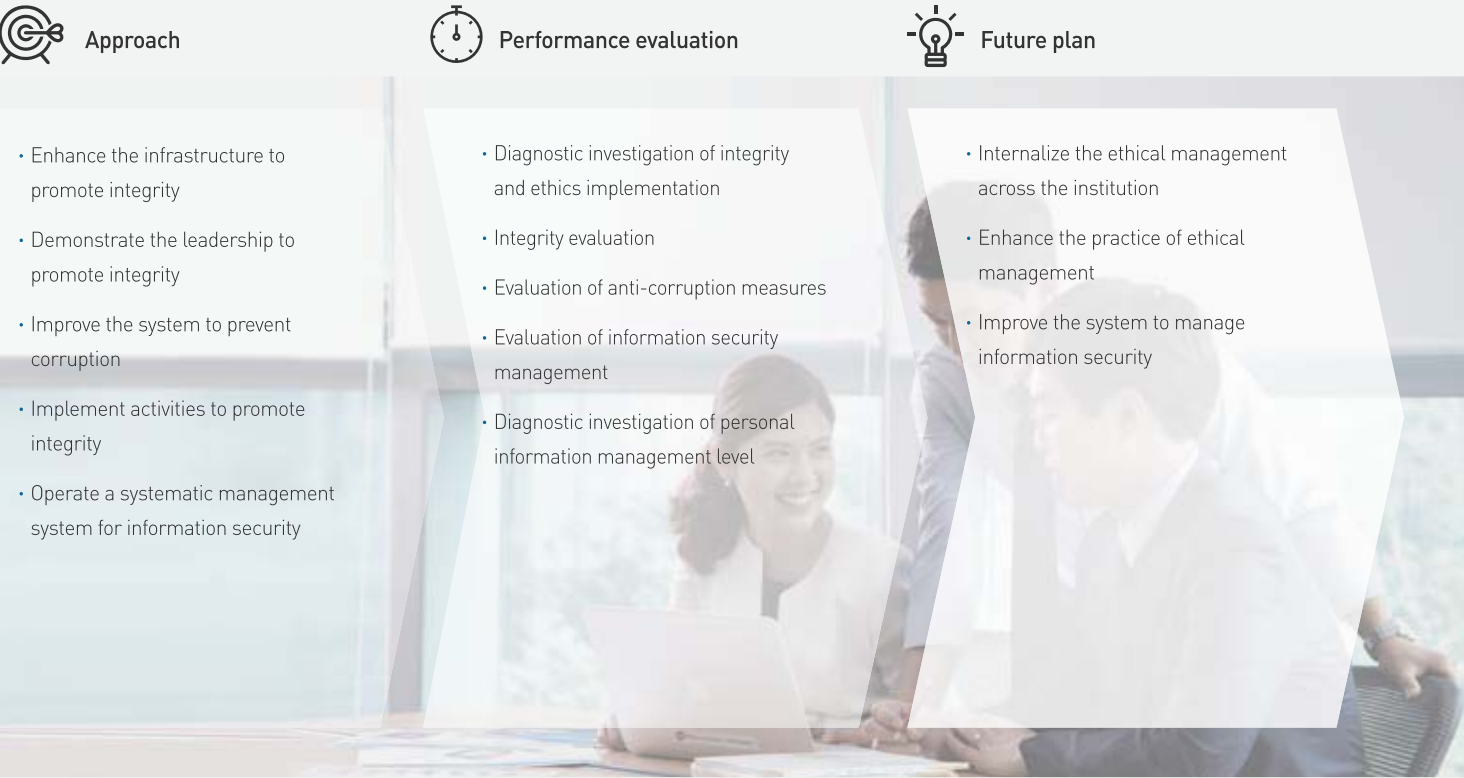 Approach
Performance evaluation
Future plan
· Enhance the infrastructure to
promote integrity
· Demonstrate the leadership to
promote integrity
· Improve the system to prevent
corruption
· Implement activities to promote
integrity
· Operate a systematic management
system for information security
· Diagnostic investigation of integrity
and ethics implementation
· Integrity evaluation
· Evaluation of anti-corruption measures
· Evaluation of information security
management
· Diagnostic investigation of personal
information management level
· Internalize the ethical management
across the institution
· Enhance the practice of ethical
management
· Improve the system to manage
information security